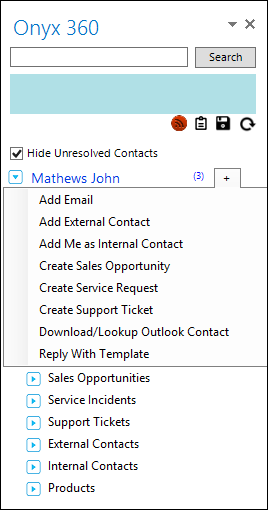 Onyx 360
Search
Hide Unresolved Contacts
Mathews John (3) +
Add Email
Add External Contact
Add Me as Internal Contact
Create Sales Opportunity
Create Service Request
Create Support Ticket
Download/Lookup Outlook Contact
Reply With Template
Sales Opportunities
Service Incidents
Support Tickets
External Contacts
Internal Contacts
Products